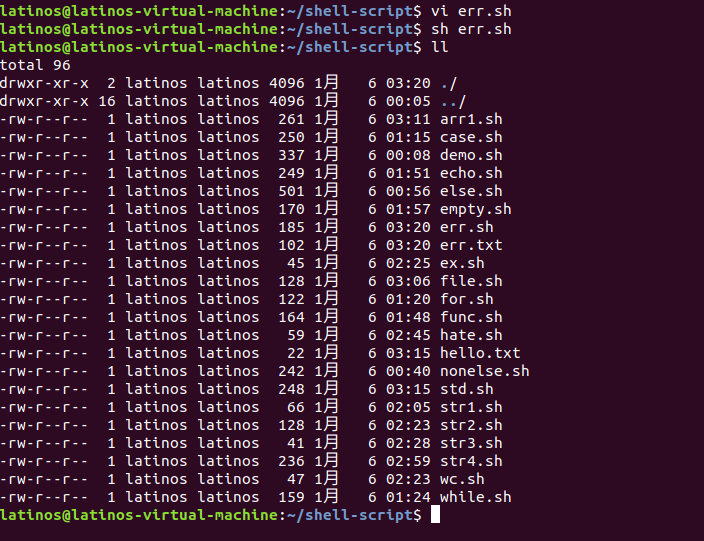 latinos@latinos-virtual-machine:~/shell-script$ vi err.sh
latinos@latinos-virtual-machine:~/shell-script$ sh err.sh
latinos@latinos-virtual-machine:~/shell-script$ ll
total 96
drwxr-xr-x  2 latinos latinos 4096 1月   6 03:20 ./
drwxr-xr-x 16 latinos latinos 4096 1月   6 00:05 ../
-rw-r--r--  1 latinos latinos  261 1月   6 03:11 arr1.sh
-rw-r--r--  1 latinos latinos  250 1月   6 01:15 case.sh
-rw-r--r--  1 latinos latinos  337 1月   6 00:08 demo.sh
-rw-r--r--  1 latinos latinos  249 1月   6 01:51 echo.sh
-rw-r--r--  1 latinos latinos  501 1月   6 00:56 else.sh
-rw-r--r--  1 latinos latinos  170 1月   6 01:57 empty.sh
-rw-r--r--  1 latinos latinos  185 1月   6 03:20 err.sh
-rw-r--r--  1 latinos latinos  102 1月   6 03:20 err.txt
-rw-r--r--  1 latinos latinos   45 1月   6 02:25 ex.sh
-rw-r--r--  1 latinos latinos  128 1月   6 03:06 file.sh
-rw-r--r--  1 latinos latinos  122 1月   6 01:20 for.sh
-rw-r--r--  1 latinos latinos  164 1月   6 01:48 func.sh
-rw-r--r--  1 latinos latinos   59 1月   6 02:45 hate.sh
-rw-r--r--  1 latinos latinos   22 1月   6 03:15 hello.txt
-rw-r--r--  1 latinos latinos  242 1月   6 00:40 nonelse.sh
-rw-r--r--  1 latinos latinos  248 1月   6 03:15 std.sh
-rw-r--r--  1 latinos latinos   66 1月   6 02:05 str1.sh
-rw-r--r--  1 latinos latinos  128 1月   6 02:23 str2.sh
-rw-r--r--  1 latinos latinos   41 1月   6 02:28 str3.sh
-rw-r--r--  1 latinos latinos  236 1月   6 02:59 str4.sh
-rw-r--r--  1 latinos latinos   47 1月   6 02:23 wc.sh
-rw-r--r--  1 latinos latinos  159 1月   6 01:24 while.sh
latinos@latinos-virtual-machine:~/shell-script$